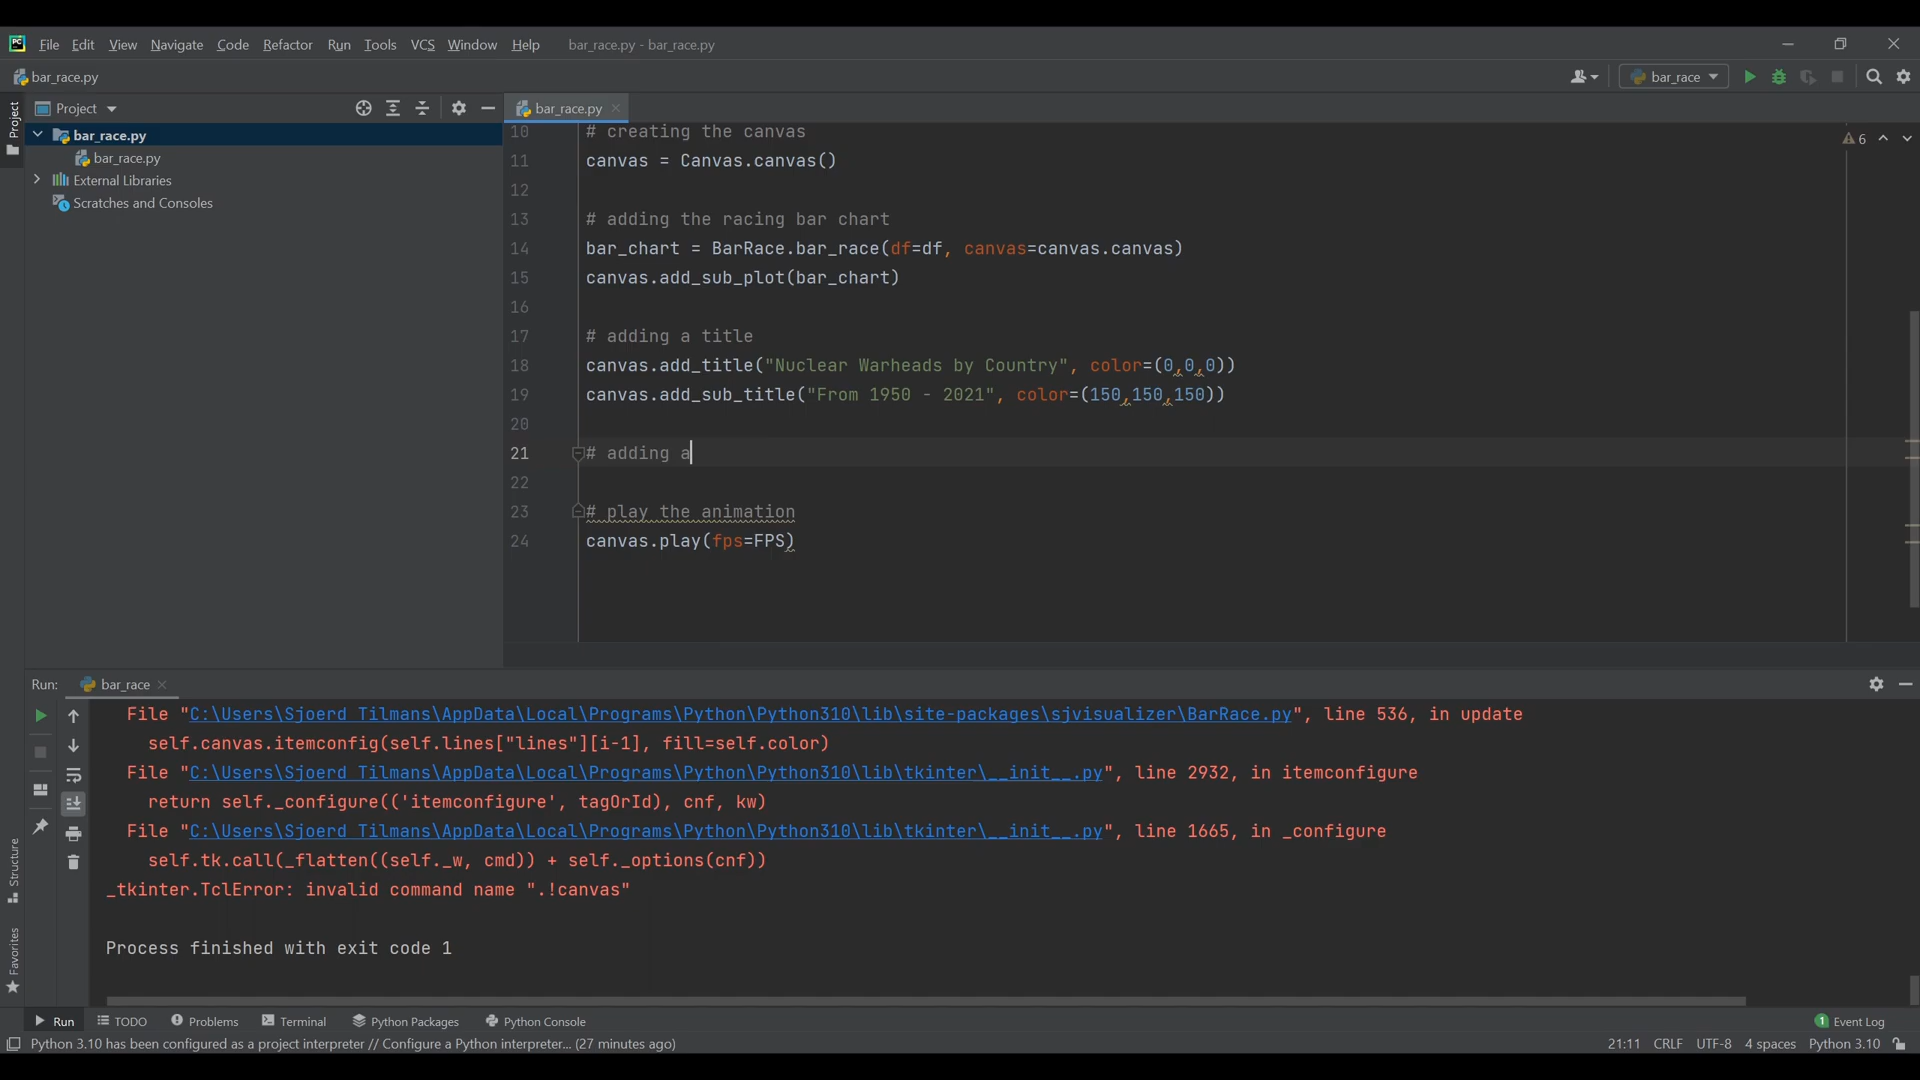 File Edit View Navigate Code Refactor Run Tools VCS Window Help bar_race.py - bar_race.py
bar_race.py
bar_race
Project
bar_race.py
Project
bar_race.py
bar_race.py
External Libraries
Scratches and Consoles
6
10 # creating the canvas
11 canvas = Canvas.canvas()
12
13 # adding the racing bar chart
14 bar_chart = BarRace.bar_race(df=df, canvas=canvas.canvas)
15 canvas.add_sub_plot(bar_chart)
16
17 # adding a title
18 canvas.add_title("Nuclear Warheads by Country", color=(0,0,0))
19 canvas.add_sub_title("From 1950 - 2021", color=(150,150,150))
20
21 # adding a
22
23 # play the animation
24 canvas.play(fps=FPS)
Run: bar_race
File "C:\Users\Sjoerd Tilmans\AppData\Local\Programs\Python\Python310\lib\site-packages\sjvisualizer\BarRace.py", line 536, in update
self.canvas.itemconfig(self.lines["lines"][i-1], fill=self.color)
File "C:\Users\Sjoerd Tilmans\AppData\Local\Programs\Python\Python310\lib\tkinter\__init__.py", line 2932, in itemconfigure
return self._configure(('itemconfigure', tagOrId), cnf, kw)
File "C:\Users\Sjoerd Tilmans\AppData\Local\Programs\Python\Python310\lib\tkinter\__init__.py", line 1665, in _configure
self.tk.call(_flatten((self._w, cmd)) + self._options(cnf))
_tkinter.TclError: invalid command name ".!canvas"
Process finished with exit code 1
Structure
Favorites
Run TODO Problems Terminal Python Packages Python Console
1 Event Log
Python 3.10 has been configured as a project interpreter // Configure a Python interpreter... (27 minutes ago)
21:11 CRLF UTF-8 4 spaces Python 3.10